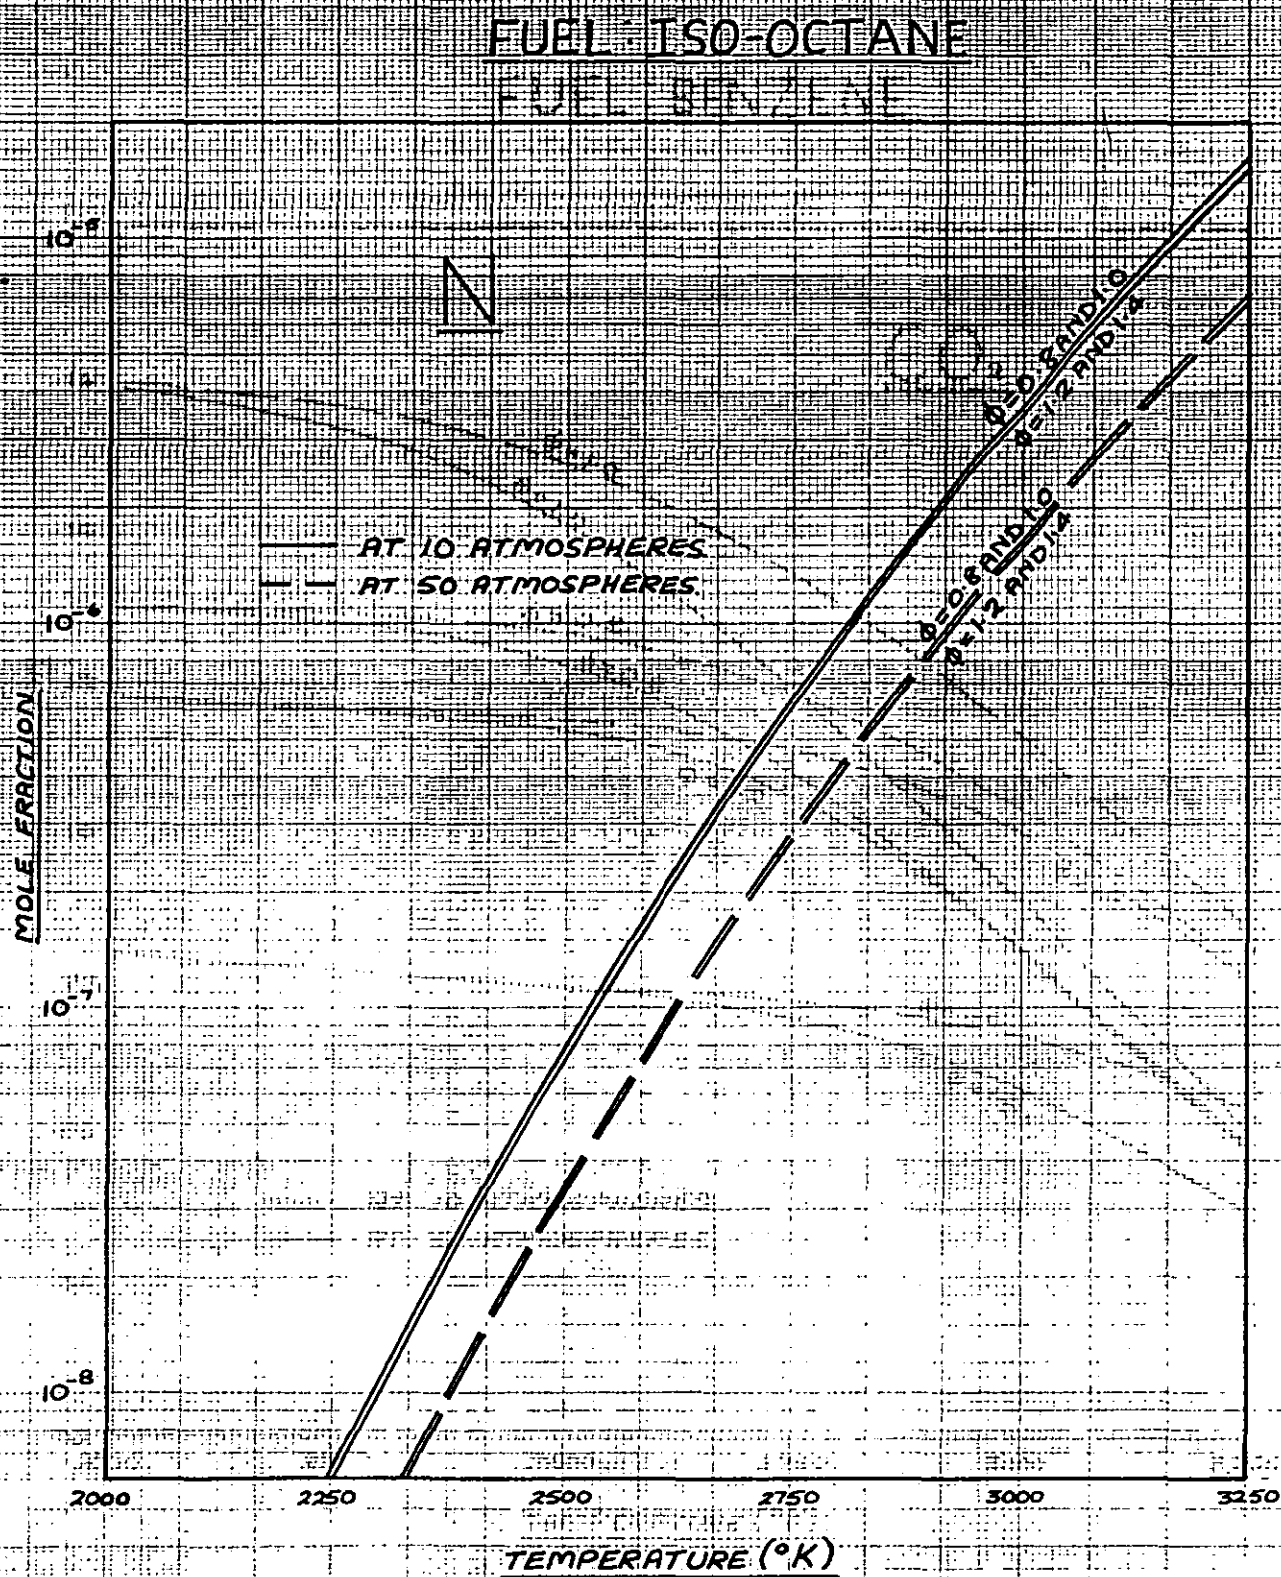 FUEL : ISO-OCTANE
FUEL BENZENE
10⁻⁵
N
φ=0.8 AND 1.0
φ=1.2 AND 1.4
AT 10 ATMOSPHERES
AT 50 ATMOSPHERES
φ=0.8 AND 1.0
φ=1.2 AND 1.4
10⁻⁶
MOLE FRACTION
10⁻⁷
10⁻⁸
2000 2250 2500 2750 3000 3250
TEMPERATURE (°K)